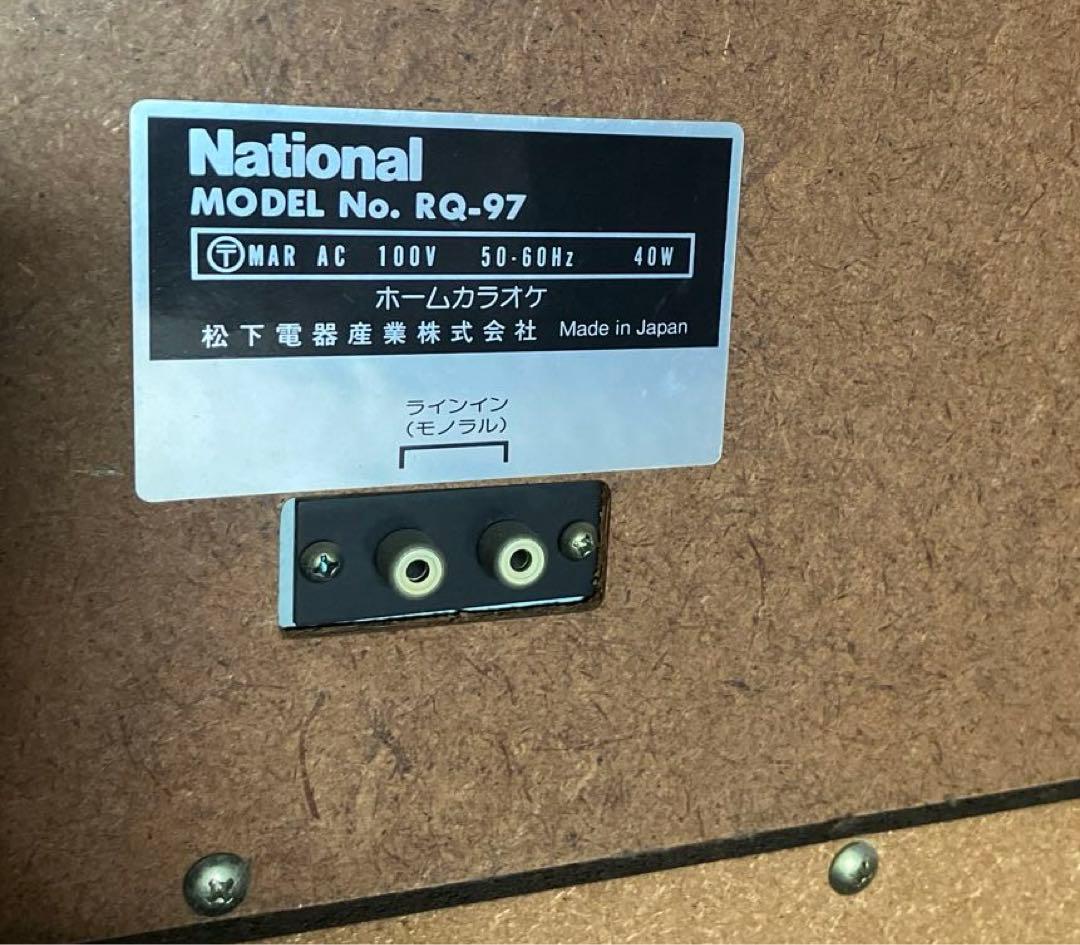 National
MODEL No. RQ-97
〒MAR AC 100V 50-60Hz 40W
ホームカラオケ
松下電器産業株式会社 Made in Japan
ラインイン
(モノラル)